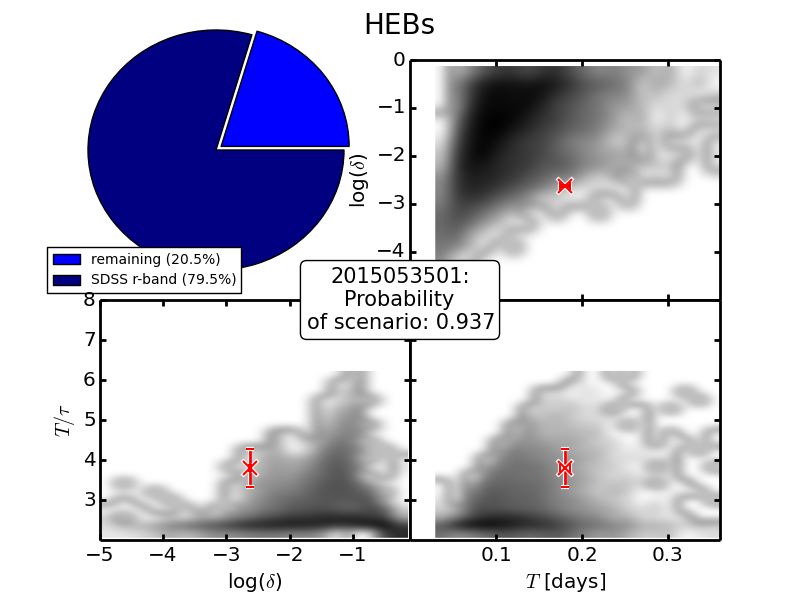 HEBs
remaining (20.5%)
SDSS r-band (79.5%)
0
−1
−2
−3
−4
log(δ)
2015053501:
Probability
of scenario: 0.937
8
7
6
5
4
3
T/τ
−5 −4 −3 −2 −1
log(δ)
0.1 0.2 0.3
T [days]